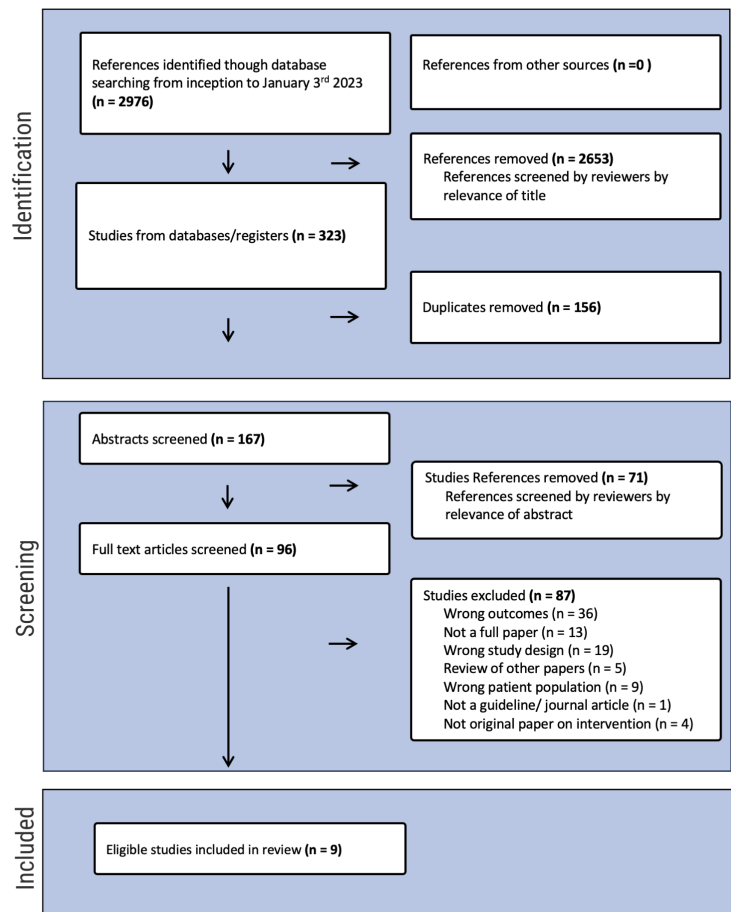 Identification
References identified though database
searching from inception to January 3rd 2023
(n = 2976)
References from other sources (n =0 )
References removed (n = 2653)
References screened by reviewers by
relevance of title
Studies from databases/registers (n = 323)
Duplicates removed (n = 156)
Screening
Abstracts screened (n = 167)
Studies References removed (n = 71)
References screened by reviewers by
relevance of abstract
Full text articles screened (n = 96)
Studies excluded (n = 87)
Wrong outcomes (n = 36)
Not a full paper (n = 13)
Wrong study design (n = 19)
Review of other papers (n = 5)
Wrong patient population (n = 9)
Not a guideline/ journal article (n = 1)
Not original paper on intervention (n = 4)
Included
Eligible studies included in review (n = 9)